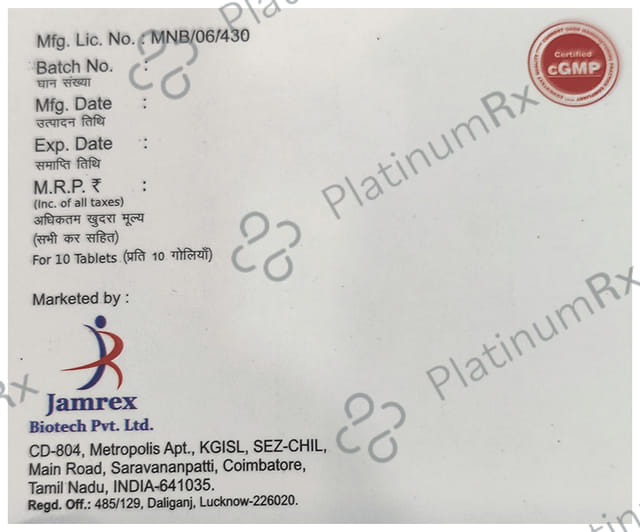 Mfg. Lic. No. : MNB/06/430
Batch No. :
घान संख्या
Mfg. Date :
उत्पादन तिथि
Exp. Date :
समाप्ति तिथि
M.R.P. ₹ :
(Inc. of all taxes)
अधिकतम खुदरा मूल्य
(सभी कर सहित)
For 10 Tablets (प्रति 10 गोलियाँ)
Certified
cGMP
Marketed by :
Jamrex
Biotech Pvt. Ltd.
CD-804, Metropolis Apt., KGISL, SEZ-CHIL,
Main Road, Saravananpatti, Coimbatore,
Tamil Nadu, INDIA-641035.
Regd. Off.: 485/129, Daliganj, Lucknow-226020.
PlatinumRx
PlatinumRx